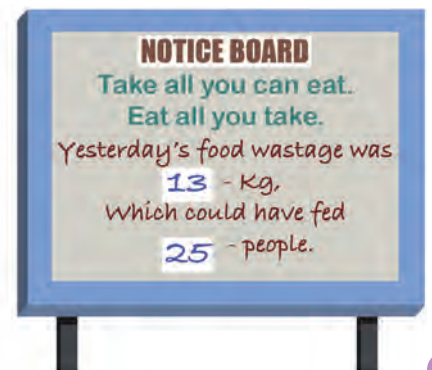 NOTICE BOARD
Take all you can eat.
Eat all you take.
Yesterday's food wastage was
13 - Kg,
Which could have fed
25 - people.